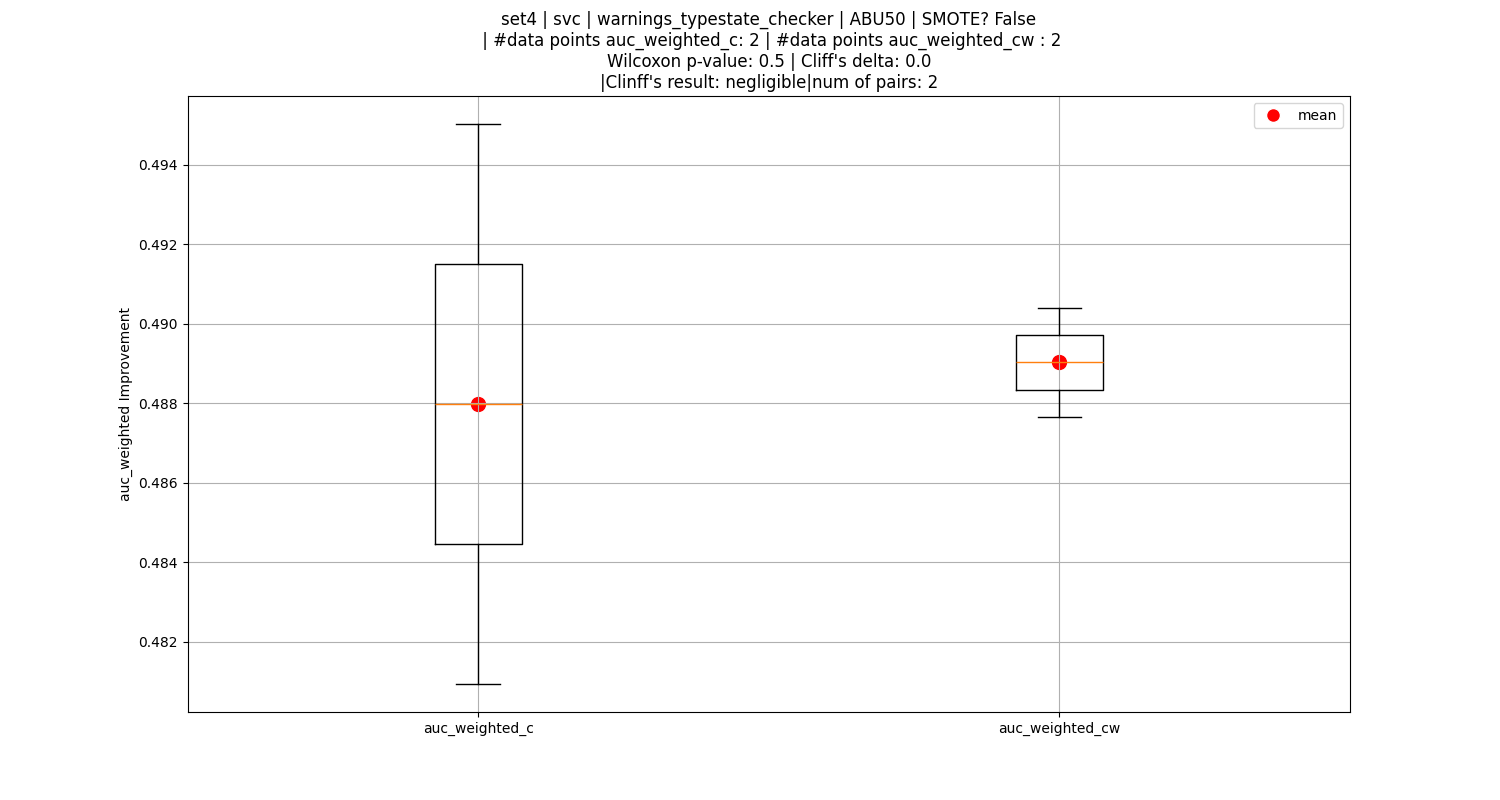 set4 | svc | warnings_typestate_checker | ABU50 | SMOTE? False
| #data points auc_weighted_c: 2 | #data points auc_weighted_cw : 2
Wilcoxon p-value: 0.5 | Cliff's delta: 0.0
|Clinff's result: negligible|num of pairs: 2
mean
0.494
0.492
0.490
0.488
0.486
0.484
0.482
auc_weighted Improvement
auc_weighted_c
auc_weighted_cw